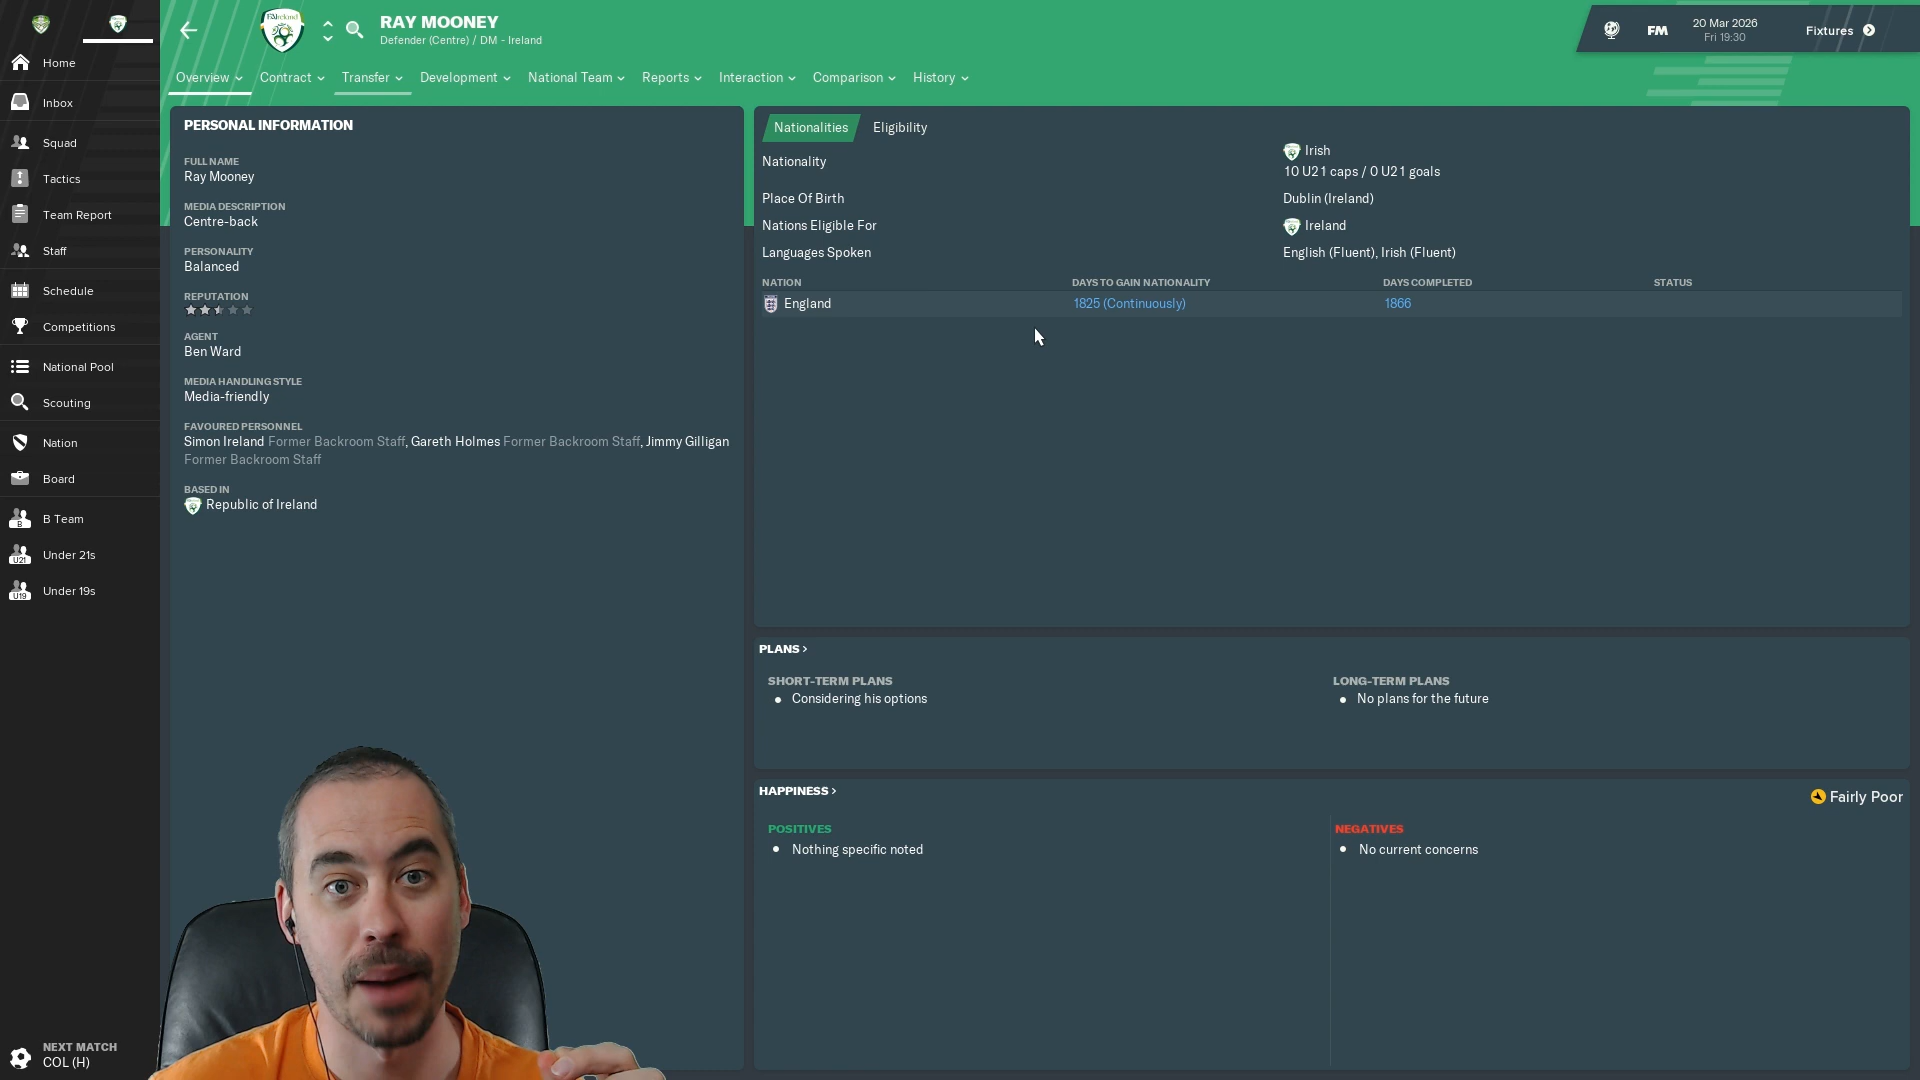 RAY MOONEY
Defender (Centre) / DM - Ireland
FM
20 Mar 2026
Fri 19:30
Fixtures
Home
Inbox
Squad
Tactics
Team Report
Staff
Schedule
Competitions
National Pool
Scouting
Nation
Board
B
B Team
U21
Under 21s
U19
Under 19s
NEXT MATCH
COL (H)
Overview
Contract
Transfer
Development
National Team
Reports
Interaction
Comparison
History
PERSONAL INFORMATION
FULL NAME
Ray Mooney
MEDIA DESCRIPTION
Centre-back
PERSONALITY
Balanced
REPUTATION
AGENT
Ben Ward
MEDIA HANDLING STYLE
Media-friendly
FAVOURED PERSONNEL
Simon Ireland Former Backroom Staff, Gareth Holmes Former Backroom Staff, Jimmy Gilligan
Former Backroom Staff
BASED IN
Republic of Ireland
Nationalities
Eligibility
Nationality
Irish
10 U21 caps / 0 U21 goals
Place Of Birth
Dublin (Ireland)
Nations Eligible For
Ireland
Languages Spoken
English (Fluent), Irish (Fluent)
NATION
DAYS TO GAIN NATIONALITY
DAYS COMPLETED
STATUS
England
1825 (Continuously)
1866
PLANS >
SHORT-TERM PLANS
Considering his options
LONG-TERM PLANS
No plans for the future
HAPPINESS >
Fairly Poor
POSITIVES
Nothing specific noted
NEGATIVES
No current concerns